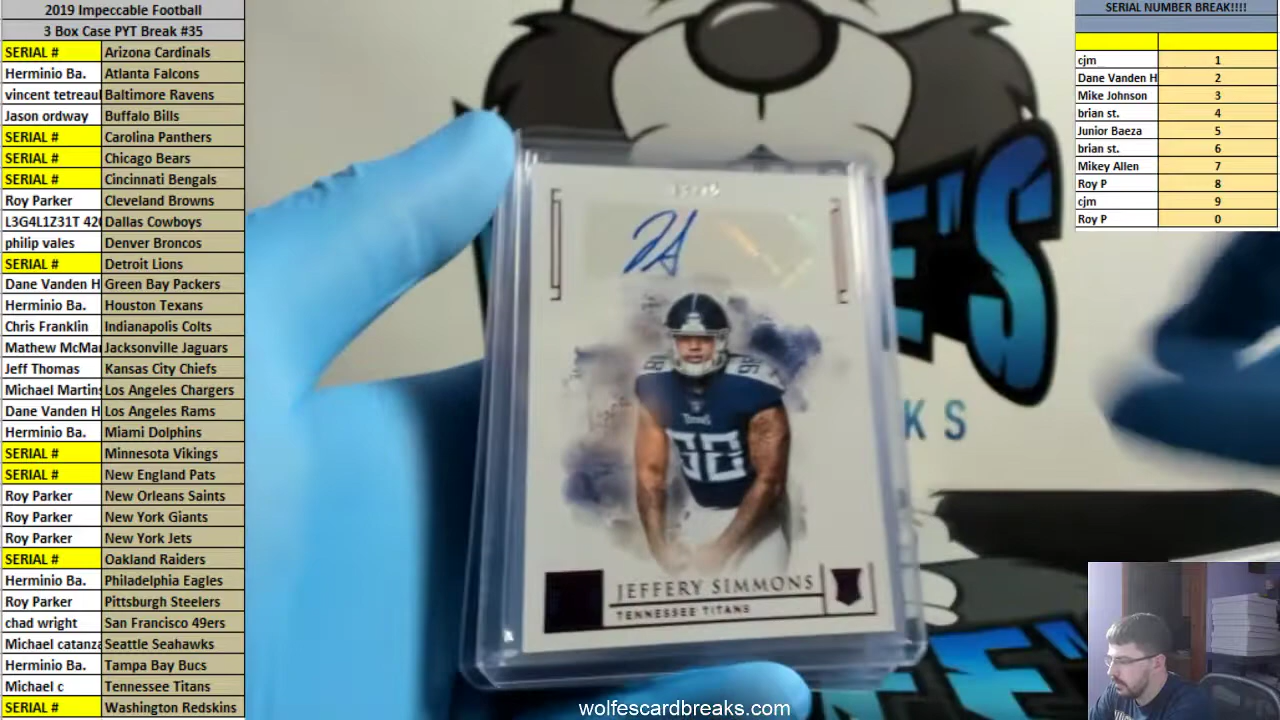 2019 Impeccable Football
3 Box Case PYT Break #35
SERIAL # Arizona Cardinals
Herminio Ba. Atlanta Falcons
vincent tetreaul Baltimore Ravens
Jason ordway Buffalo Bills
SERIAL # Carolina Panthers
SERIAL # Chicago Bears
SERIAL # Cincinnati Bengals
Roy Parker Cleveland Browns
L3G4L1Z31T 420 Dallas Cowboys
philip vales Denver Broncos
SERIAL # Detroit Lions
Dane Vanden H Green Bay Packers
Herminio Ba. Houston Texans
Chris Franklin Indianapolis Colts
Mathew McMa Jacksonville Jaguars
Jeff Thomas Kansas City Chiefs
Michael Martins Los Angeles Chargers
Dane Vanden H Los Angeles Rams
Herminio Ba. Miami Dolphins
SERIAL # Minnesota Vikings
SERIAL # New England Pats
Roy Parker New Orleans Saints
Roy Parker New York Giants
Roy Parker New York Jets
SERIAL # Oakland Raiders
Herminio Ba. Philadelphia Eagles
Roy Parker Pittsburgh Steelers
chad wright San Francisco 49ers
Michael catanza Seattle Seahawks
Herminio Ba. Tampa Bay Bucs
Michael c Tennessee Titans
SERIAL # Washington Redskins
TITANS
98
JEFFERY SIMMONS
TENNESSEE TITANS
wolfescardbreaks.com
SERIAL NUMBER BREAK!!!!
cjm 1
Dane Vanden H 2
Mike Johnson 3
brian st. 4
Junior Baeza 5
brian st. 6
Mikey Allen 7
Roy P 8
cjm 9
Roy P 0